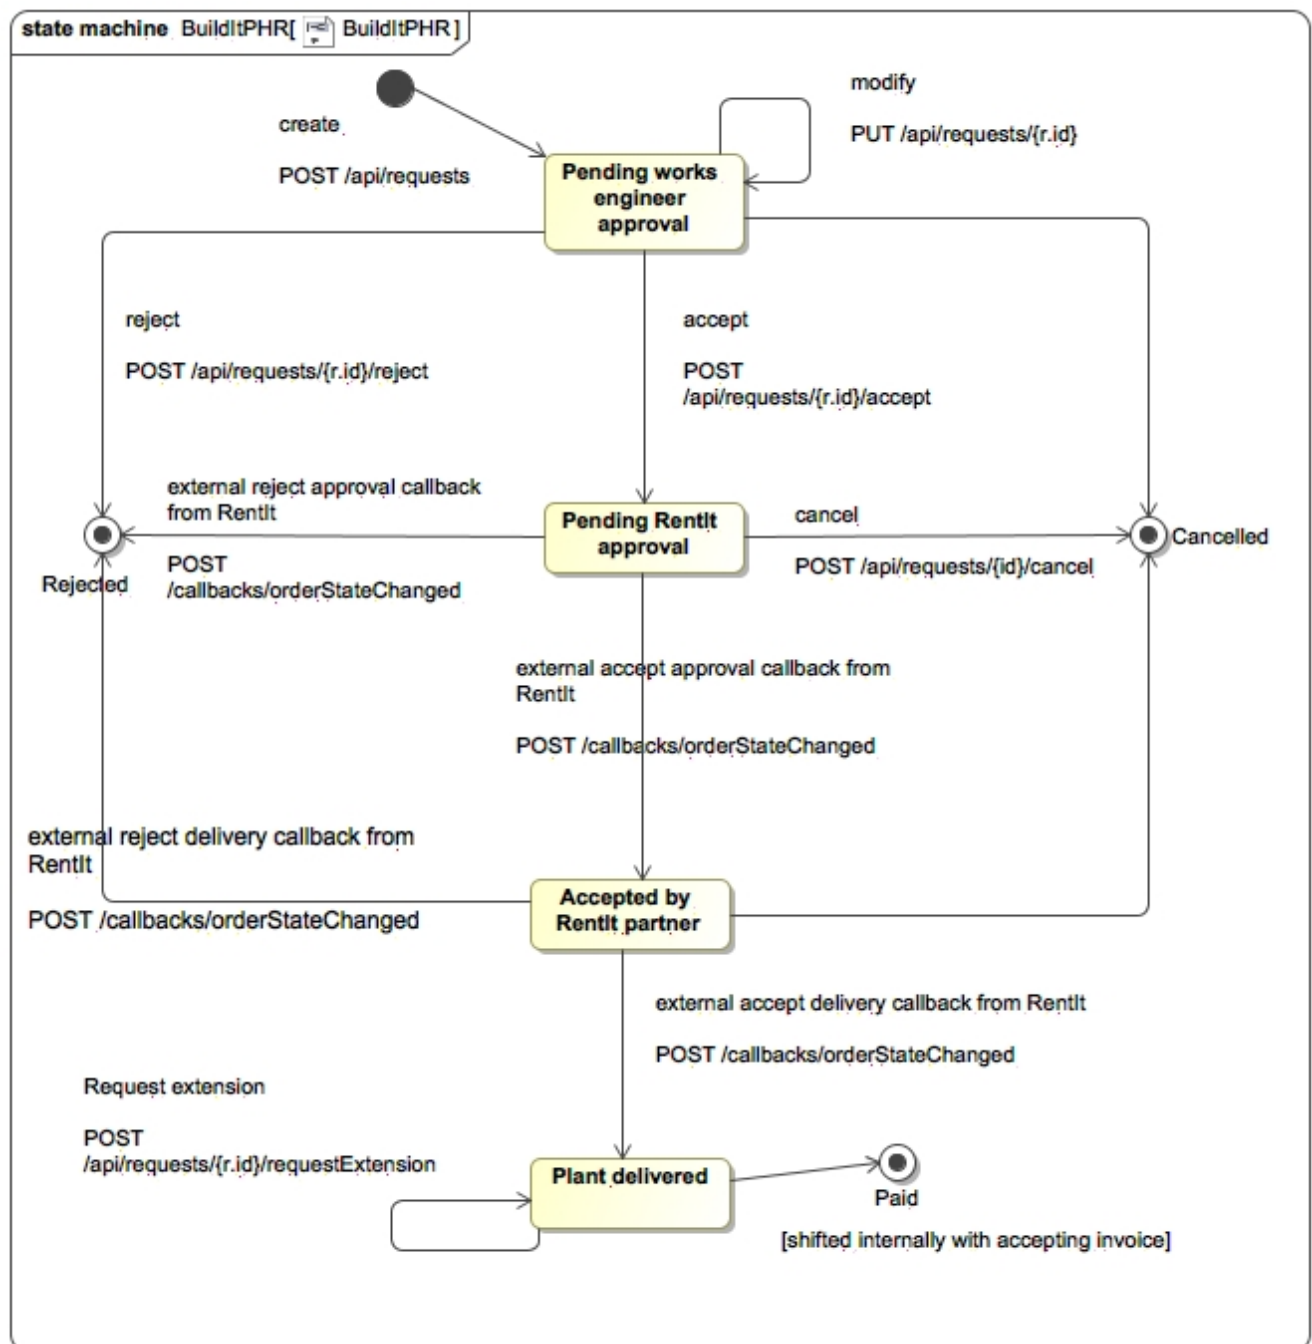 state machine BuildItPHR[ BuildItPHR ]
create
POST /api/requests
modify
PUT /api/requests/{r.id}
Pending works
engineer
approval
reject
POST /api/requests/{r.id}/reject
accept
POST
/api/requests/{r.id}/accept
external reject approval callback
from RentIt
POST
/callbacks/orderStateChanged
Rejected
Pending RentIt
approval
cancel
POST /api/requests/{id}/cancel
Cancelled
external accept approval callback from
RentIt
POST /callbacks/orderStateChanged
external reject delivery callback from
RentIt
POST /callbacks/orderStateChanged
Accepted by
RentIt partner
external accept delivery callback from RentIt
POST /callbacks/orderStateChanged
Request extension
POST
/api/requests/{r.id}/requestExtension
Plant delivered
Paid
[shifted internally with accepting invoice]